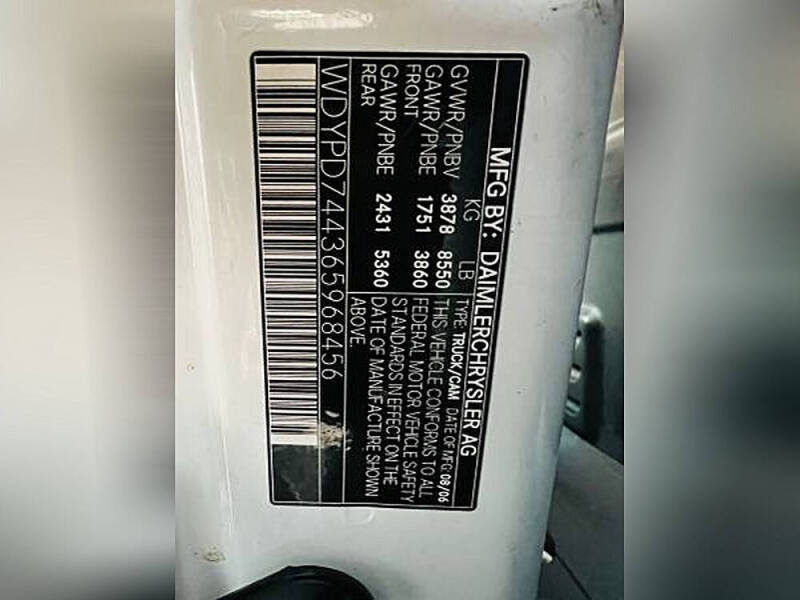 MFG BY: DAIMLERCHRYSLER AG
KG LB
GVWR/PNBV 3878 8550
GAWR/PNBE 1751 3860
FRONT
GAWR/PNBE 2431 5360
REAR
TYPE: TRUCK/CAM DATE OF MFG: 08/06
THIS VEHICLE CONFORMS TO ALL
FEDERAL MOTOR VEHICLE SAFETY
STANDARDS IN EFFECT ON THE
DATE OF MANUFACTURE SHOWN
ABOVE.
WDYPD744365968456